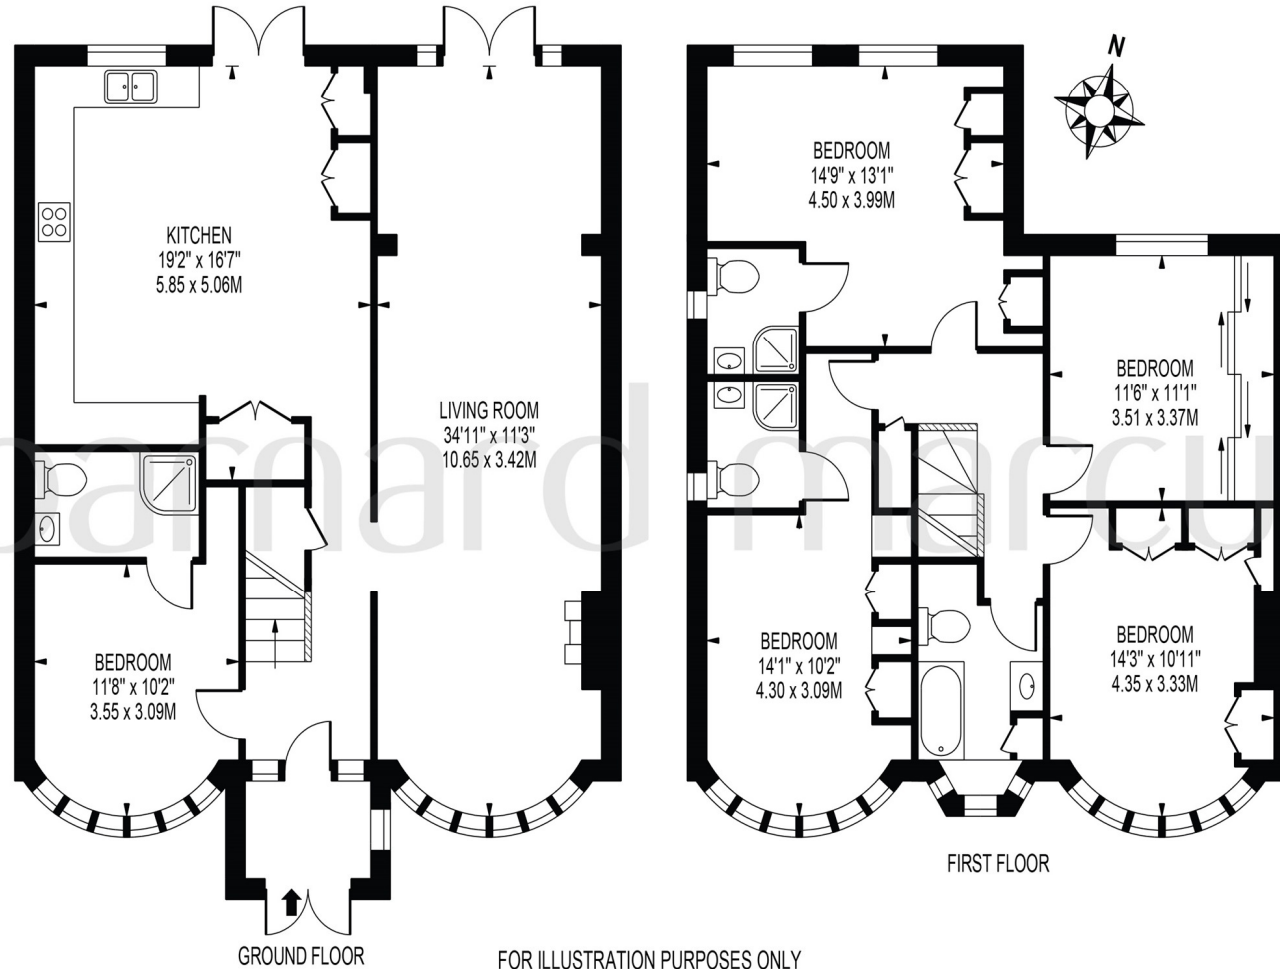 N
BEDROOM
14'9" x 13'1"
4.50 x 3.99M
KITCHEN
19'2" x 16'7"
5.85 x 5.06M
BEDROOM
11'6" x 11'1"
3.51 x 3.37M
LIVING ROOM
34'11" x 11'3"
10.65 x 3.42M
barnard marcu
BEDROOM
11'8" x 10'2"
3.55 x 3.09M
BEDROOM
14'1" x 10'2"
4.30 x 3.09M
BEDROOM
14'3" x 10'11"
4.35 x 3.33M
FIRST FLOOR
GROUND FLOOR
FOR ILLUSTRATION PURPOSES ONLY